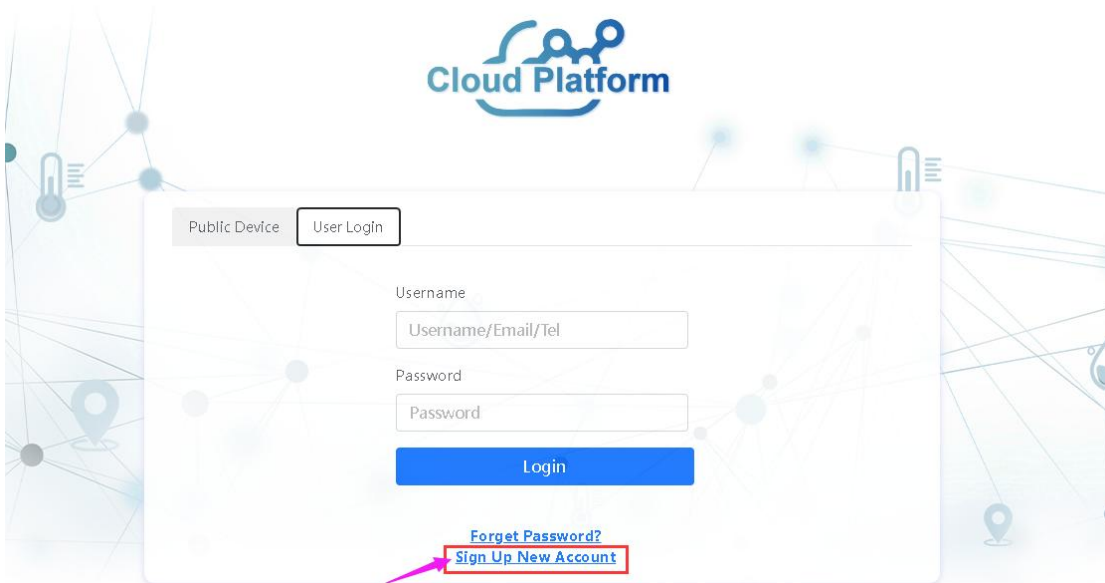 Cloud Platform
Public Device
User Login
Username
Username/Email/Tel
Password
Password
Login
Forget Password?
Sign Up New Account